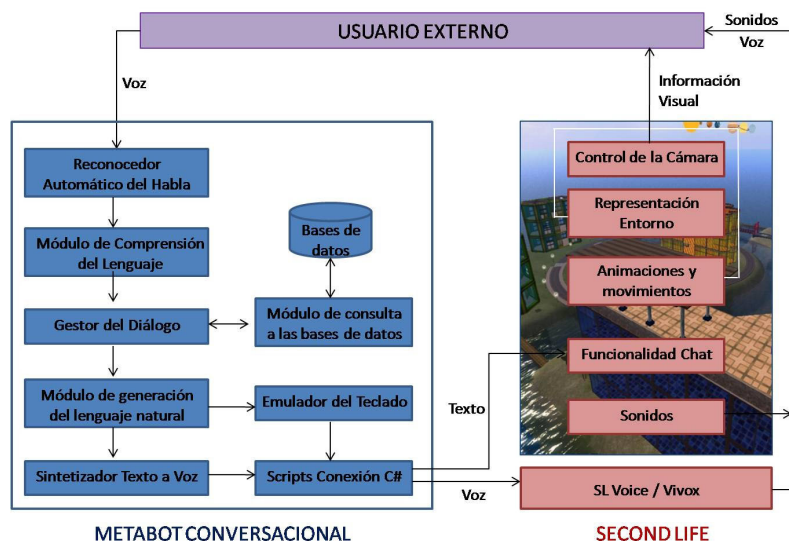 USUARIO EXTERNO
Sonidos
Voz
Voz
Información
Visual
Reconocedor
Automático del Habla
Módulo de Comprensión
del Lenguaje
Bases de
datos
Gestor del Diálogo
Módulo de consulta
a las bases de datos
Módulo de generación
del lenguaje natural
Emulador del Teclado
Sintetizador Texto a Voz
Scripts Conexión C#
Texto
Voz
Control de la Cámara
Representación
Entorno
Animaciones y
movimientos
Funcionalidad Chat
Sonidos
SL Voice / Vivox
METABOT CONVERSACIONAL
SECOND LIFE